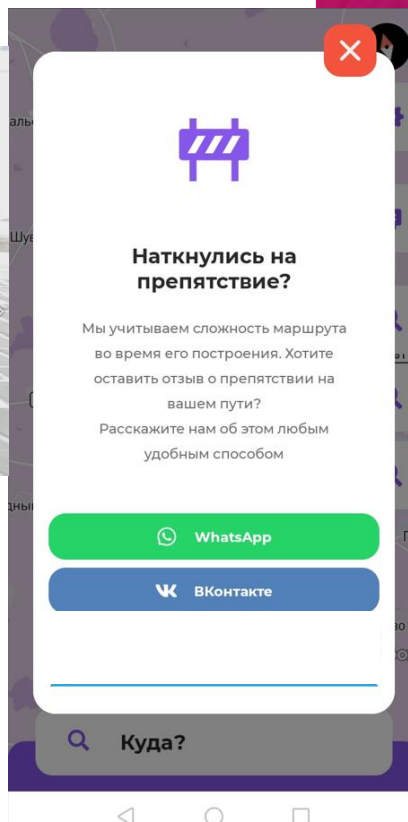 Наткнулись на
препятствие?
Мы учитываем сложность маршрута
во время его построения. Хотите
оставить отзыв о препятствии на
вашем пути?
Расскажите нам об этом любым
удобным способом
WhatsApp
ВКонтакте
Куда?